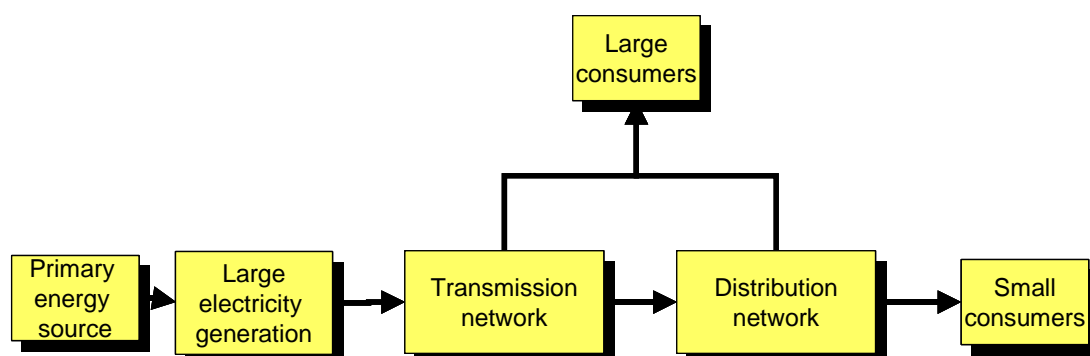 Large
consumers
Primary
energy
source
Large
electricity
generation
Transmission
network
Distribution
network
Small
consumers